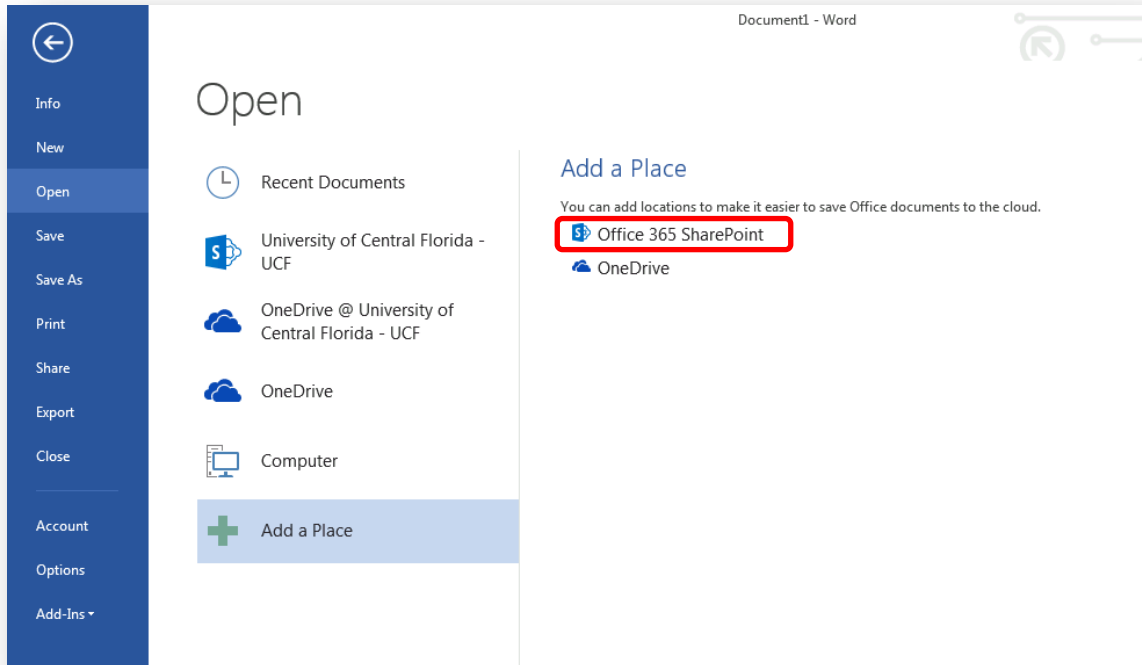 Document1 - Word
Info
New
Open
Save
Save As
Print
Share
Export
Close
Account
Options
Add-Ins
Open
Recent Documents
University of Central Florida -
UCF
OneDrive @ University of
Central Florida - UCF
OneDrive
Computer
Add a Place
Add a Place
You can add locations to make it easier to save Office documents to the cloud.
Office 365 SharePoint
OneDrive